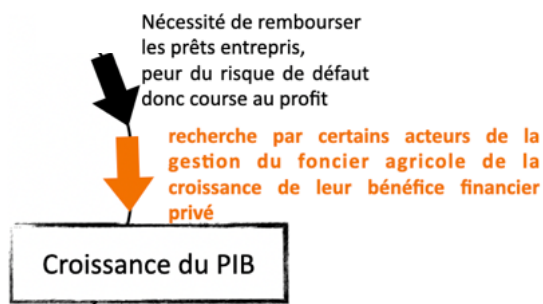 Nécessité de rembourser
les prêts entrepris,
peur du risque de défaut
donc course au profit
recherche par certains acteurs de la
gestion du foncier agricole de la
croissance de leur bénéfice financier
privé
Croissance du PIB